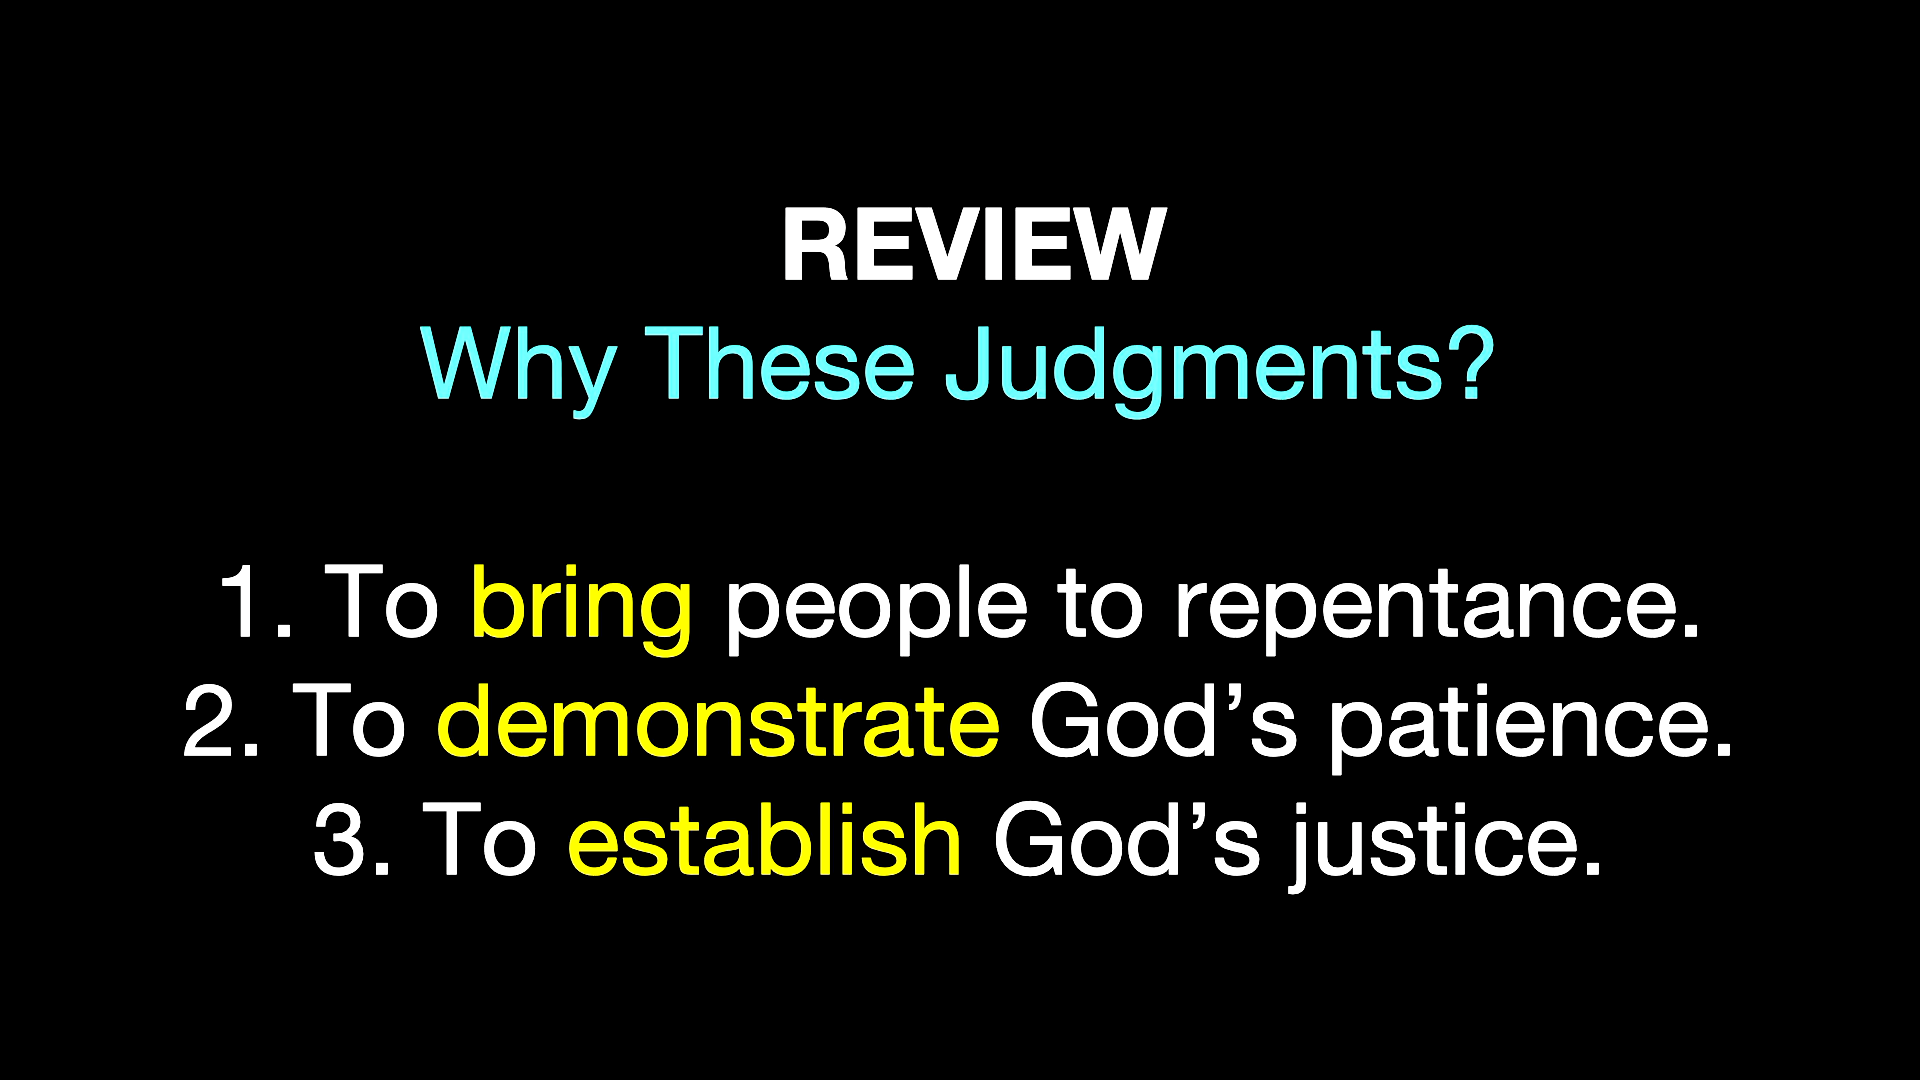 REVIEW
Why These Judgments?
1. To bring people to repentance.
2. To demonstrate God’s patience.
3. To establish God’s justice.